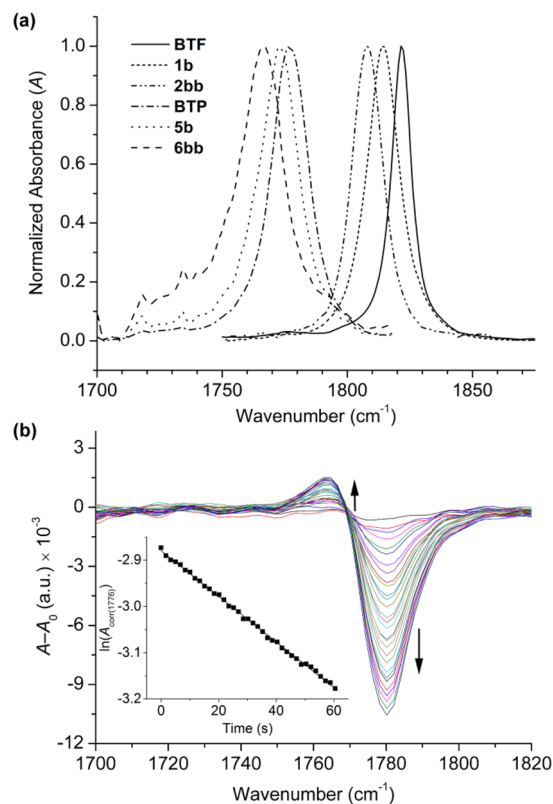 (a)
Normalized Absorbance (A)
1.0
0.8
0.6
0.4
0.2
0.0
BTF
1b
2bb
BTP
5b
6bb
1700 1750 1800 1850
Wavenumber (cm⁻¹)
(b)
A–A₀ (a.u.) × 10⁻³
3
0
-3
-6
-9
-12
ln(A corr(1776))
-2.9
-3.0
-3.1
-3.2
0 20 40 60
Time (s)
1700 1720 1740 1760 1780 1800 1820
Wavenumber (cm⁻¹)